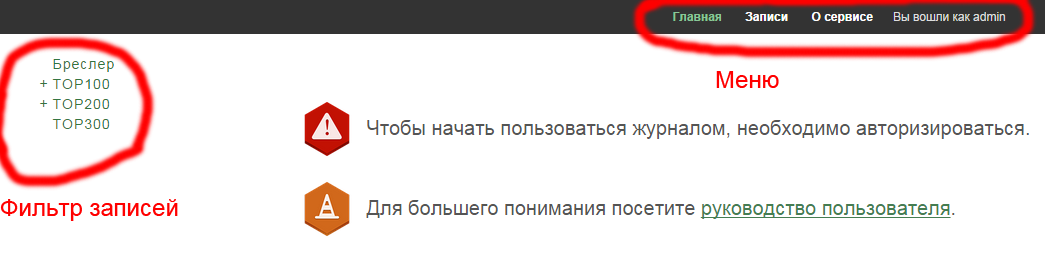 Главная Записи О сервисе Вы вошли как admin
Меню
Бреслер
+ TOP100
+ TOP200
TOP300
Фильтр записей
Чтобы начать пользоваться журналом, необходимо авторизироваться.
Для большего понимания посетите руководство пользователя.